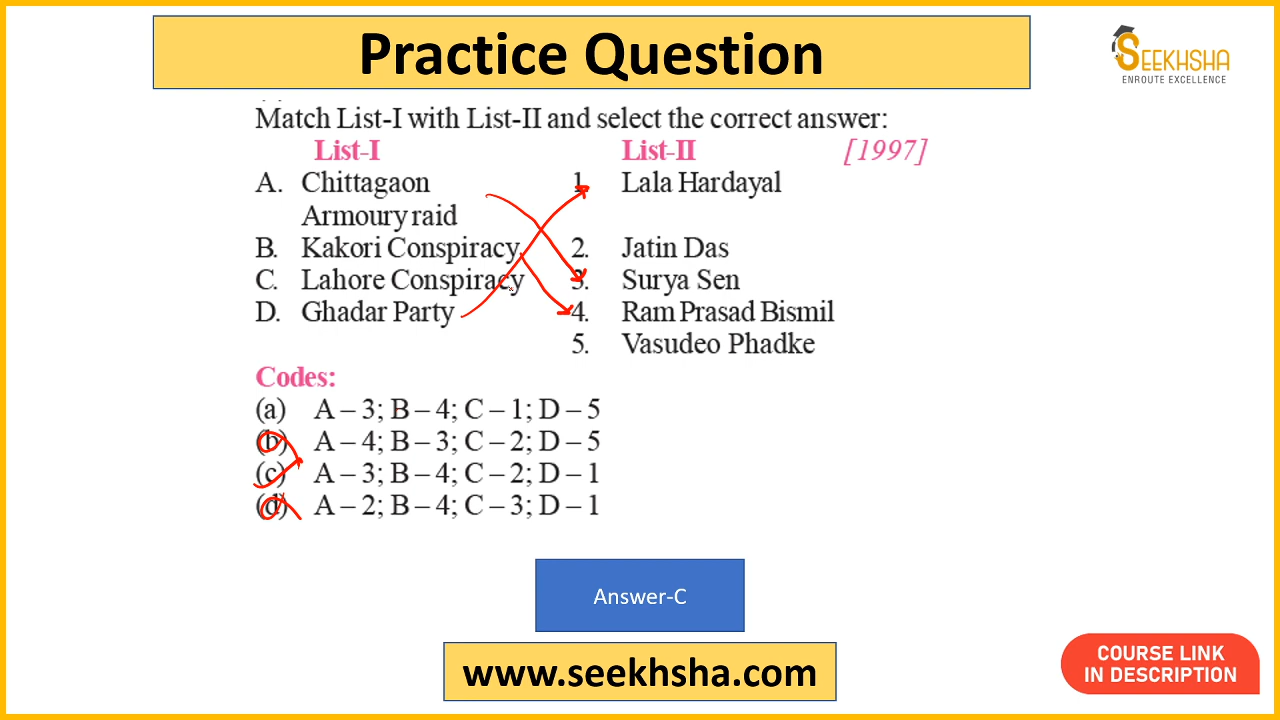 Practice Question
SEEKHSHA
ENROUTE EXCELLENCE
Match List-I with List-II and select the correct answer:
List-I List-II [1997]
A. Chittagaon 1. Lala Hardayal
Armoury raid
B. Kakori Conspiracy 2. Jatin Das
C. Lahore Conspiracy 3. Surya Sen
D. Ghadar Party 4. Ram Prasad Bismil
5. Vasudeo Phadke
Codes:
(a) A – 3; B – 4; C – 1; D – 5
(b) A – 4; B – 3; C – 2; D – 5
(c) A – 3; B – 4; C – 2; D – 1
(d) A – 2; B – 4; C – 3; D – 1
Answer-C
www.seekhsha.com
COURSE LINK
IN DESCRIPTION